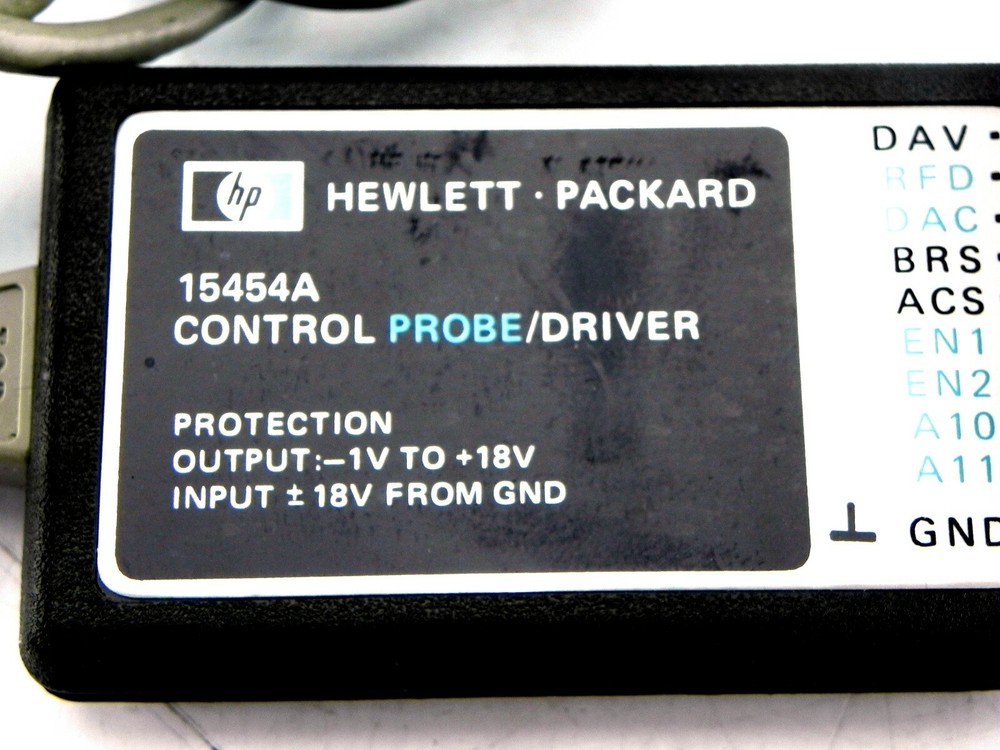 hp HEWLETT · PACKARD
15454A
CONTROL PROBE/DRIVER
PROTECTION
OUTPUT:–1V TO +18V
INPUT ± 18V FROM GND
DAV
RFD
DAC
BRS
ACS
EN1
EN2
A10
A11
GND